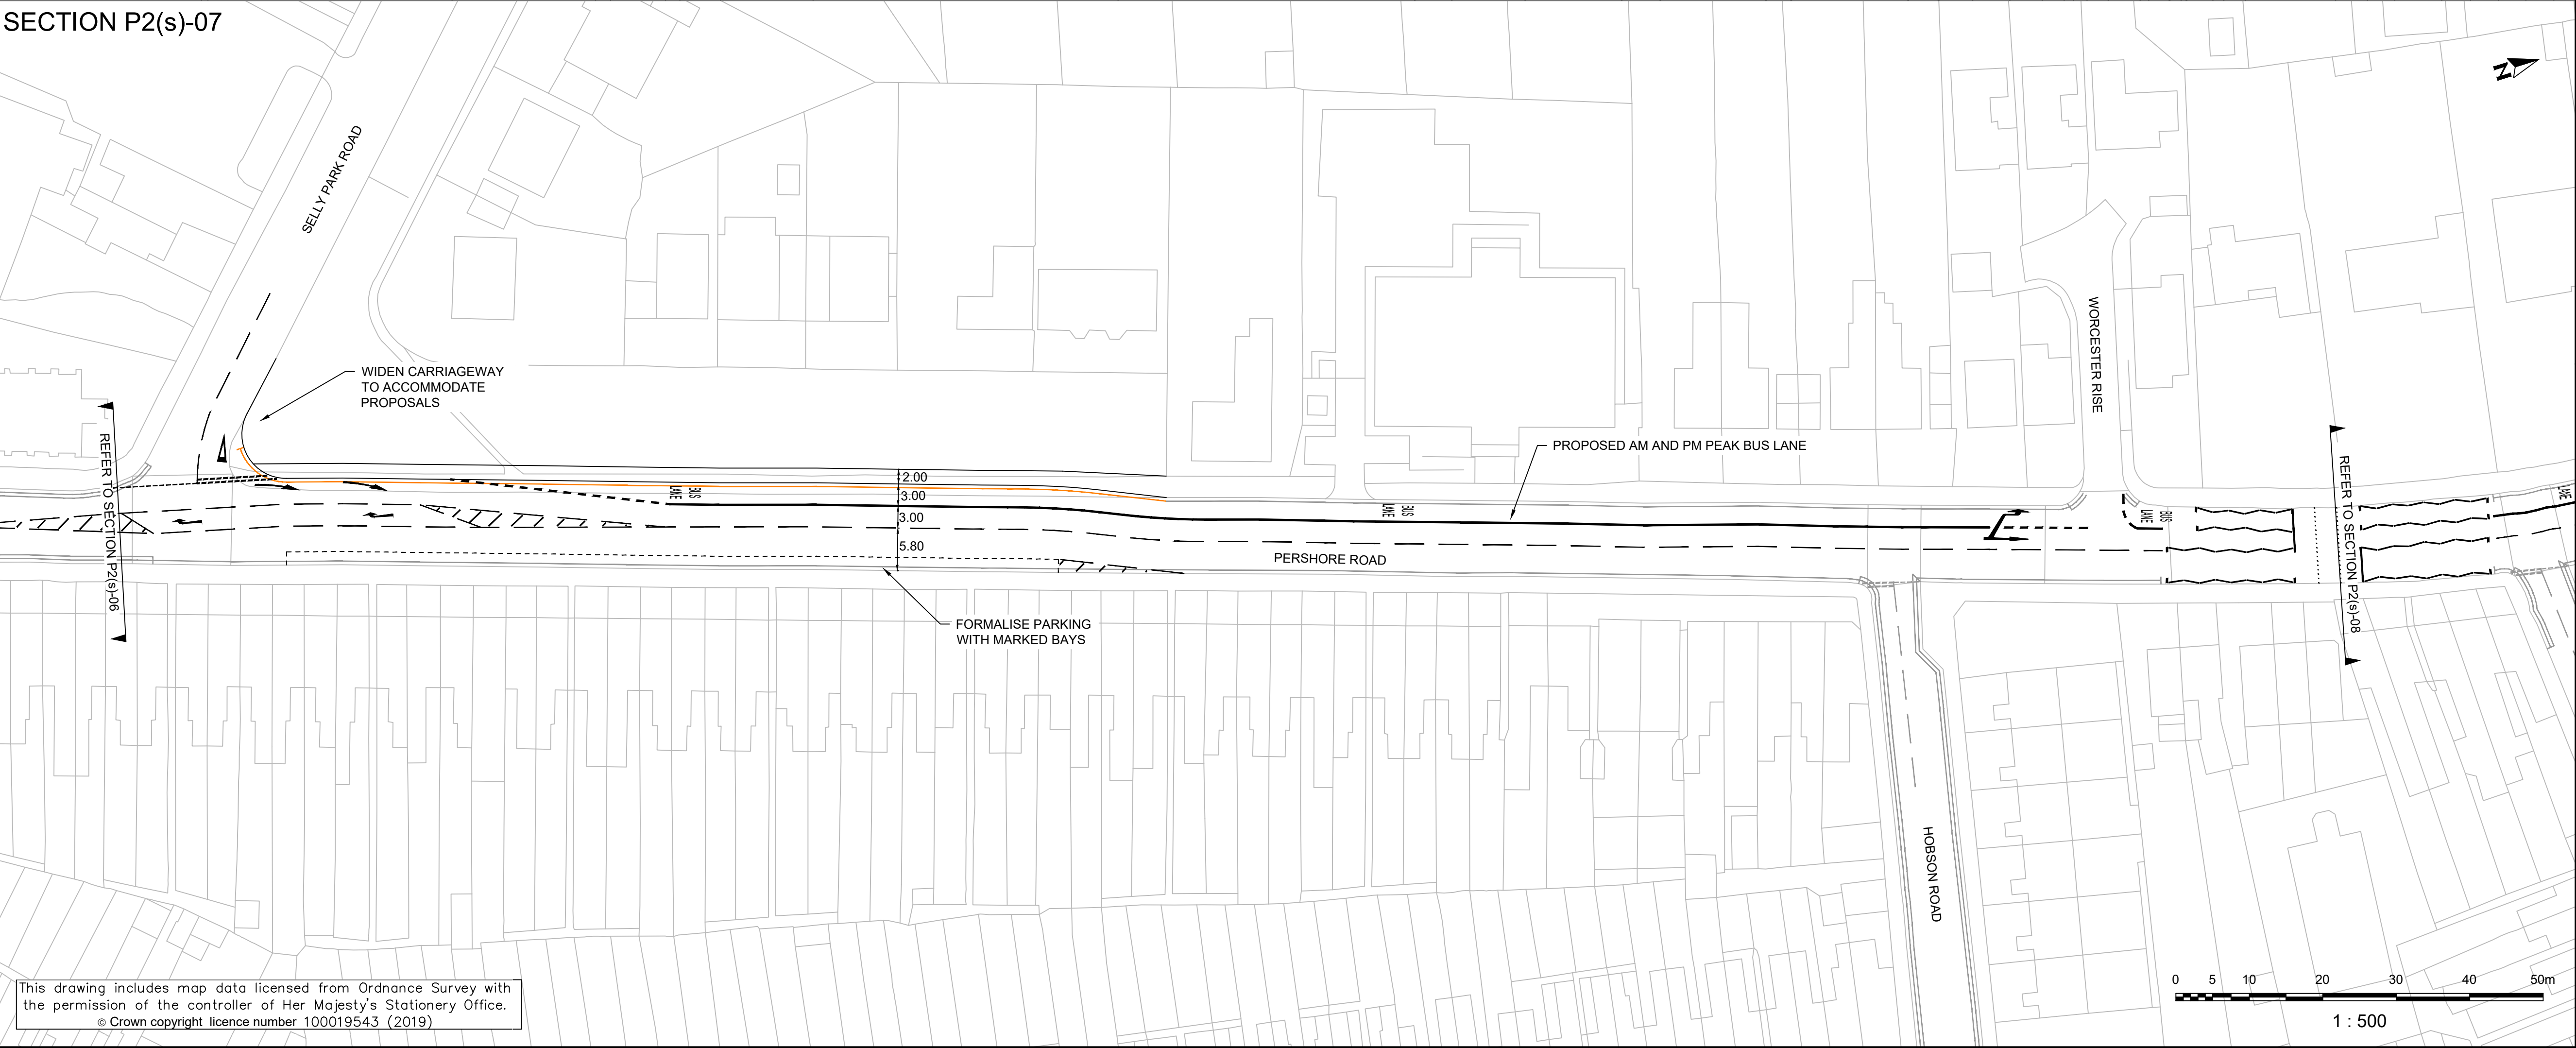 SECTION P2(s)-07
N
SELLY PARK ROAD
WIDEN CARRIAGEWAY
TO ACCOMMODATE
PROPOSALS
WORCESTER RISE
REFER TO SECTION P2(s)-06
PROPOSED AM AND PM PEAK BUS LANE
REFER TO SECTION P2(s)-08
2.00
3.00
3.00
5.80
BUS
LANE
BUS
LANE
BUS
LANE
LANE
PERSHORE ROAD
FORMALISE PARKING
WITH MARKED BAYS
HOBSON ROAD
This drawing includes map data licensed from Ordnance Survey with
the permission of the controller of Her Majesty's Stationery Office.
© Crown copyright licence number 100019543 (2019)
0 5 10 20 30 40 50m
1 : 500